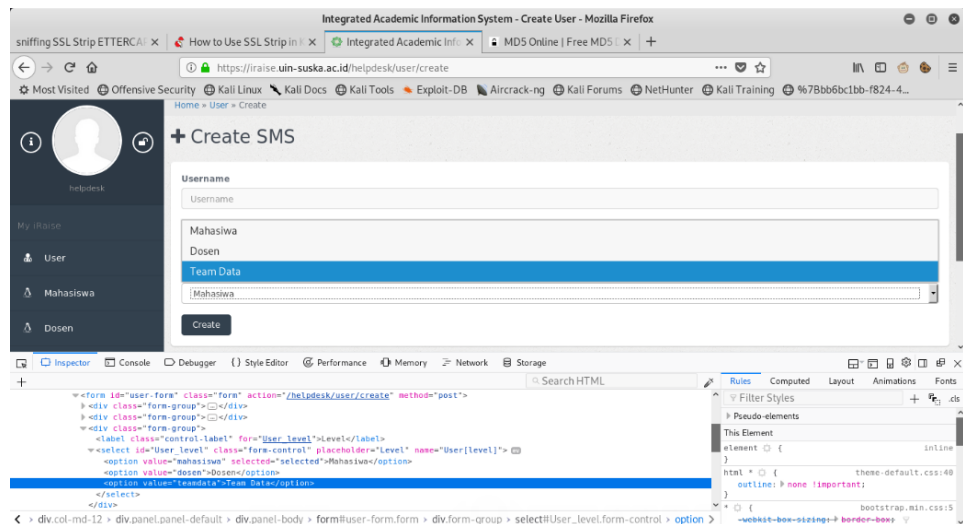 Integrated Academic Information System - Create User - Mozilla Firefox
sniffing SSL Strip ETTERCAP × How to Use SSL Strip in K × Integrated Academic Info × MD5 Online | Free MD5 D × +
https://iraise.uin-suska.ac.id/helpdesk/user/create
Most Visited Offensive Security Kali Linux Kali Docs Kali Tools Exploit-DB Aircrack-ng Kali Forums NetHunter Kali Training %7Bbb6bc1bb-f824-4...
Home » User » Create
+ Create SMS
helpdesk
Username
Username
My iRaise
Mahasiwa
User
Dosen
Team Data
Mahasiswa
Mahasiwa
Dosen
Create
Inspector Console Debugger {} Style Editor Performance Memory Network Storage
+ Search HTML Rules Computed Layout Animations Fonts
<form id="user-form" class="form" action="/helpdesk/user/create" method="post">
Filter Styles + .cls
<div class="form-group"></div>
Pseudo-elements
<div class="form-group"></div>
This Element
<div class="form-group">
<label class="control-label" for="User_level">Level</label>
element { inline
<select id="User_level" class="form-control" placeholder="Level" name="User[level]">
}
<option value="mahasiswa" selected="selected">Mahasiwa</option>
html * { theme-default.css:40
<option value="dosen">Dosen</option>
outline: none !important;
<option value="teamdata">Team Data</option>
}
</select>
* { bootstrap.min.css:5
</div>
-webkit-box-sizing: border-box;
< > div.col-md-12 > div.panel.panel-default > div.panel-body > form#user-form.form > div.form-group > select#User_level.form-control > option >